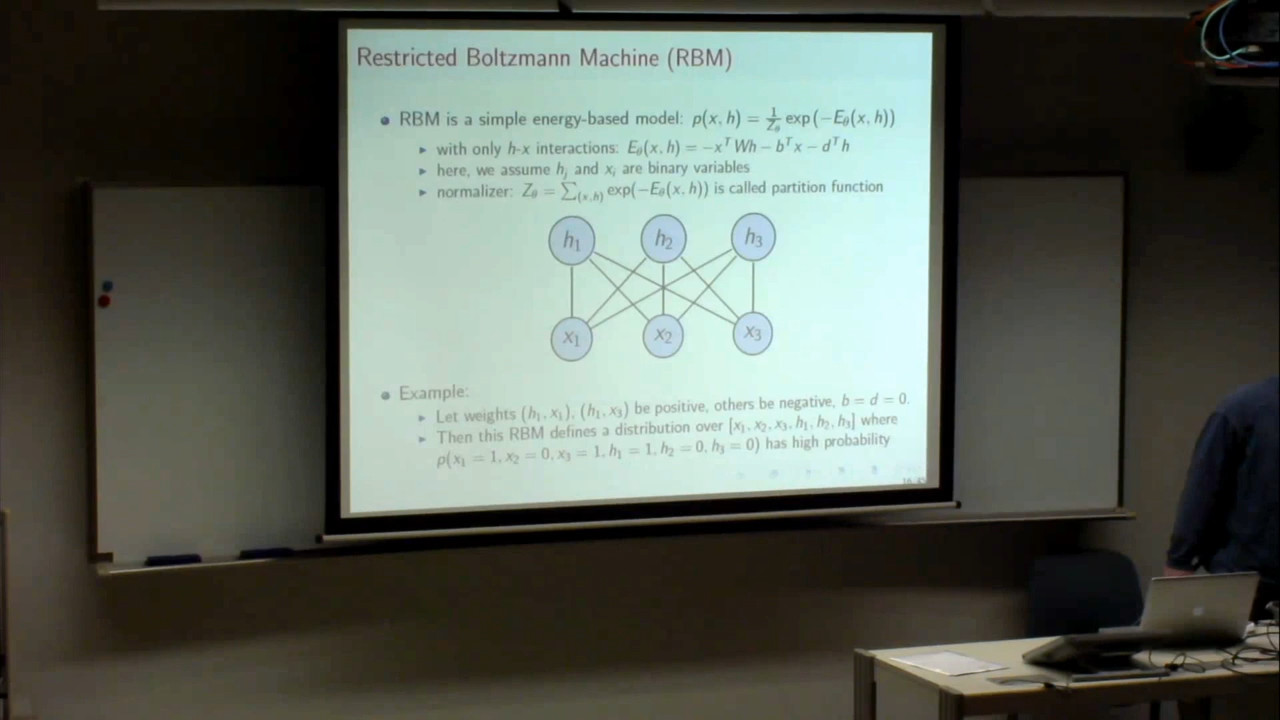 Restricted Boltzmann Machine (RBM)
RBM is a simple energy-based model: p(x, h) = 1/Z_θ exp(−E_θ(x, h))
with only h-x interactions: E_θ(x, h) = −x^T Wh − b^T x − d^T h
here, we assume h_j and x_i are binary variables
normalizer: Z_θ = ∑_(x,h) exp(−E_θ(x, h)) is called partition function
h₁ h₂ h₃
x₁ x₂ x₃
Example:
Let weights (h₁, x₁), (h₁, x₃) be positive, others be negative, b = d = 0.
Then this RBM defines a distribution over [x₁, x₂, x₃, h₁, h₂, h₃] where
p(x₁ = 1, x₂ = 0, x₃ = 1, h₁ = 1, h₂ = 0, h₃ = 0) has high probability